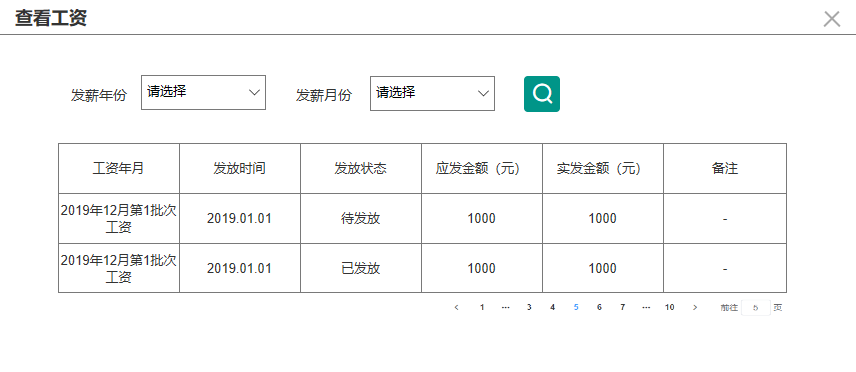 查看工资
发薪年份 请选择 发薪月份 请选择
工资年月 发放时间 发放状态 应发金额（元） 实发金额（元） 备注
2019年12月第1批次
工资 2019.01.01 待发放 1000 1000 -
2019年12月第1批次
工资 2019.01.01 已发放 1000 1000 -
< 1 ··· 3 4 5 6 7 ··· 10 > 前往 5 页